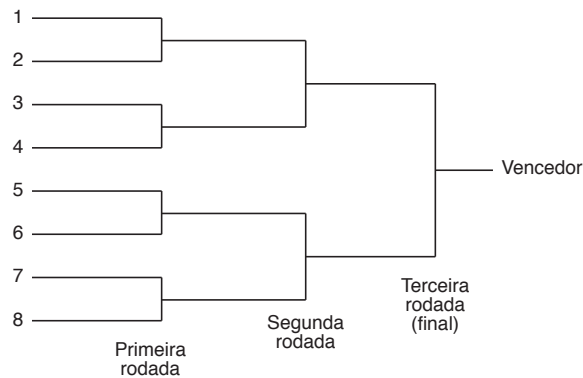 1
2
3
4
5
6
7
8
Vencedor
Primeira
rodada
Segunda
rodada
Terceira
rodada
(final)